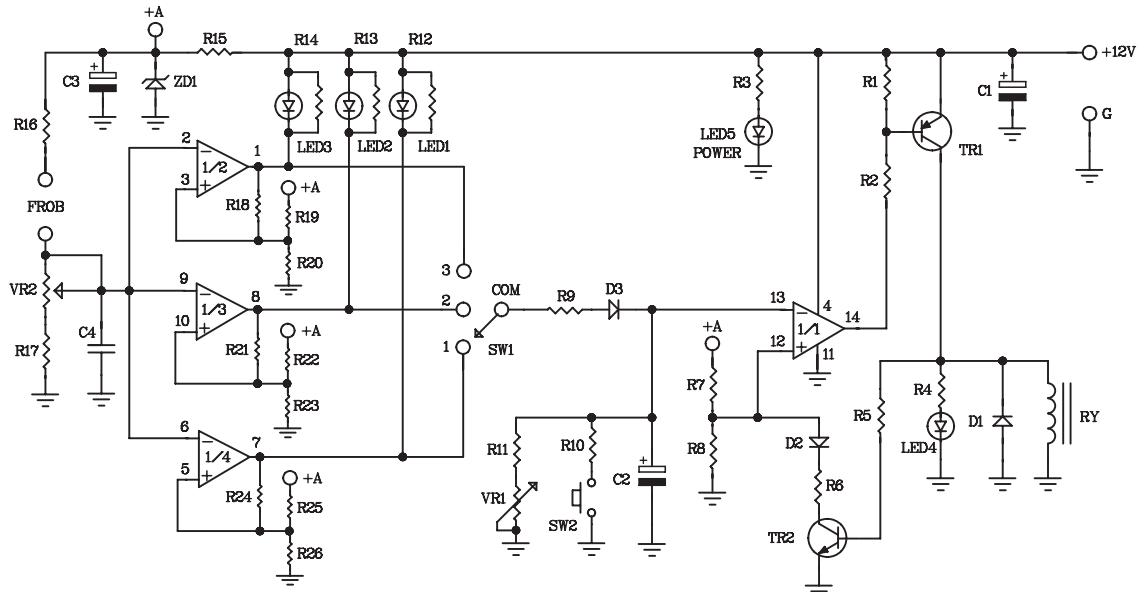 +A
R15
R14
R13
R12
+12V
C3
+
ZD1
R3
R1
C1
+
R16
G
LED3
LED2
LED1
LED5
POWER
TR1
2
−
1/2
1
3
+
+A
R18
R19
R2
FROB
R20
VR2
9
−
1/3
8
10
+
3
2
1
COM
SW1
R9
D3
13
−
4
14
1/1
12
+
11
+A
R17
C4
R21
+A
R22
R23
R7
R8
D2
R5
R4
LED4
D1
RY
6
−
1/4
7
5
+
R11
R10
+
C2
R6
VR1
SW2
+A
R24
R25
R26
TR2